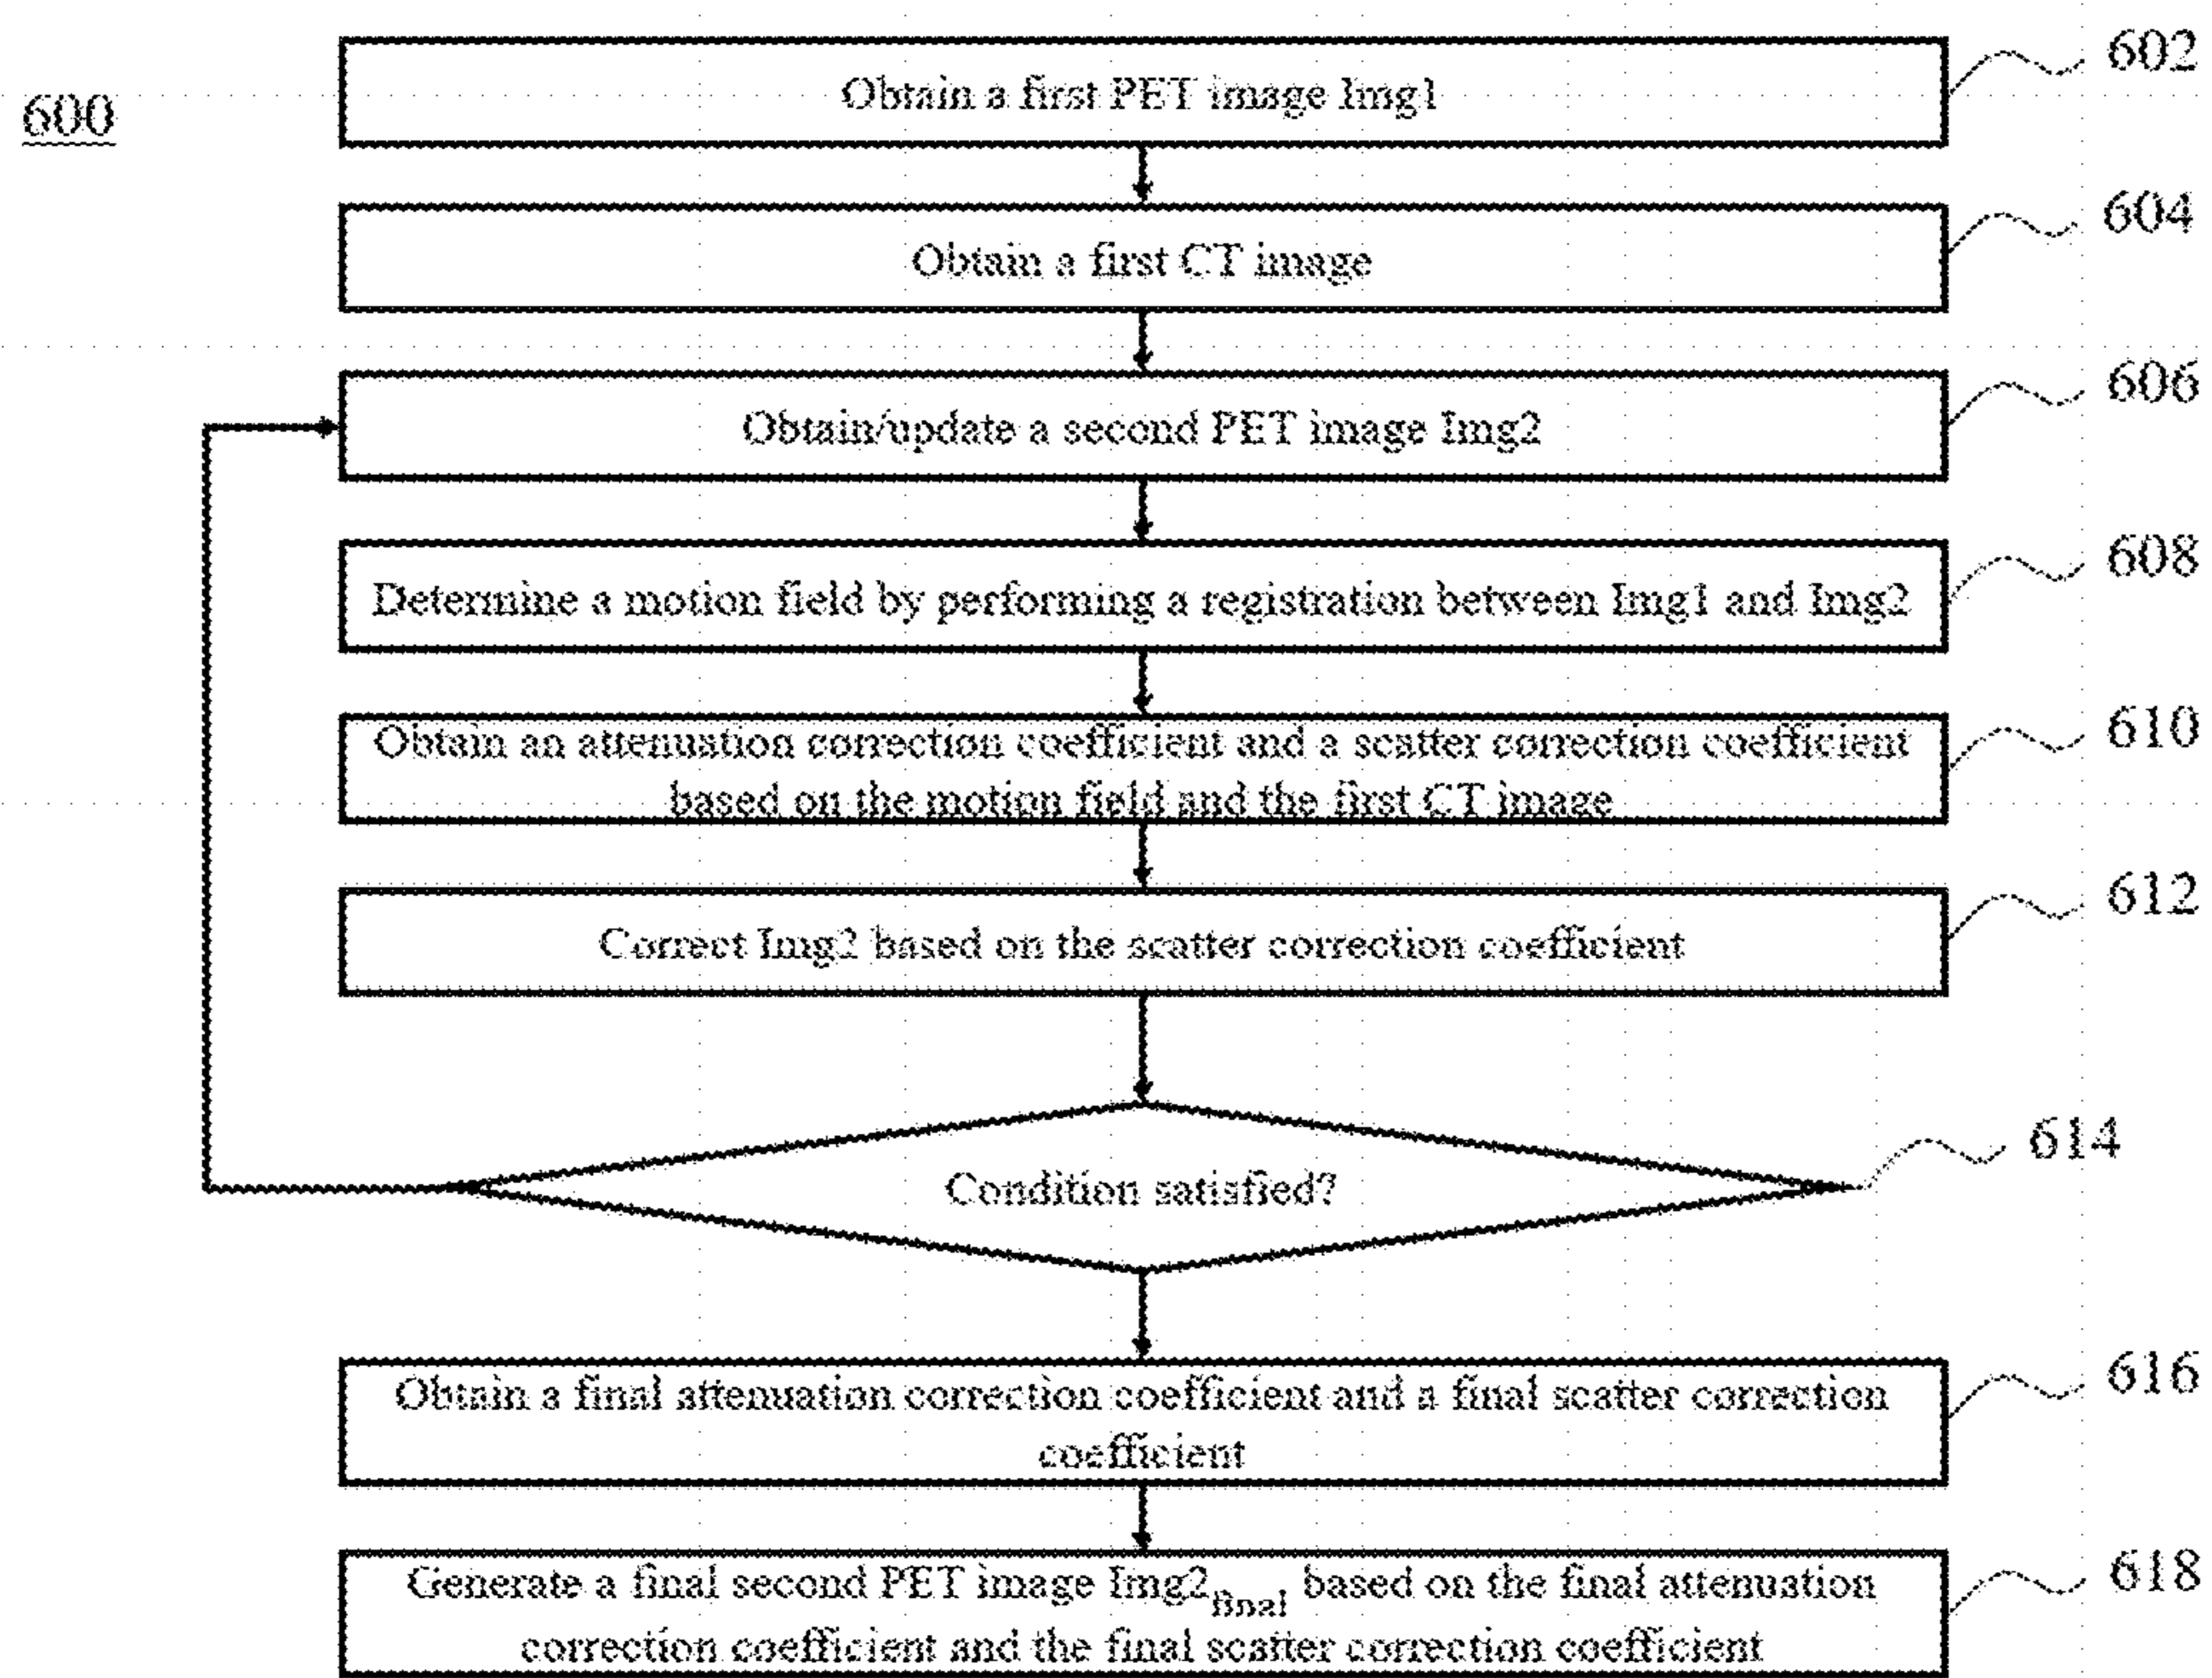 600
Obtain a first PET image Img1
602
Obtain a first CT image
604
Obtain/update a second PET image Img2
606
Determine a motion field by performing a registration between Img1 and Img2
608
Obtain an attenuation correction coefficient and a scatter correction coefficient
based on the motion field and the first CT image
610
Correct Img2 based on the scatter correction coefficient
612
Condition satisfied?
614
Obtain a final attenuation correction coefficient and a final scatter correction
coefficient
616
Generate a final second PET image Img2final based on the final attenuation
correction coefficient and the final scatter correction coefficient
618